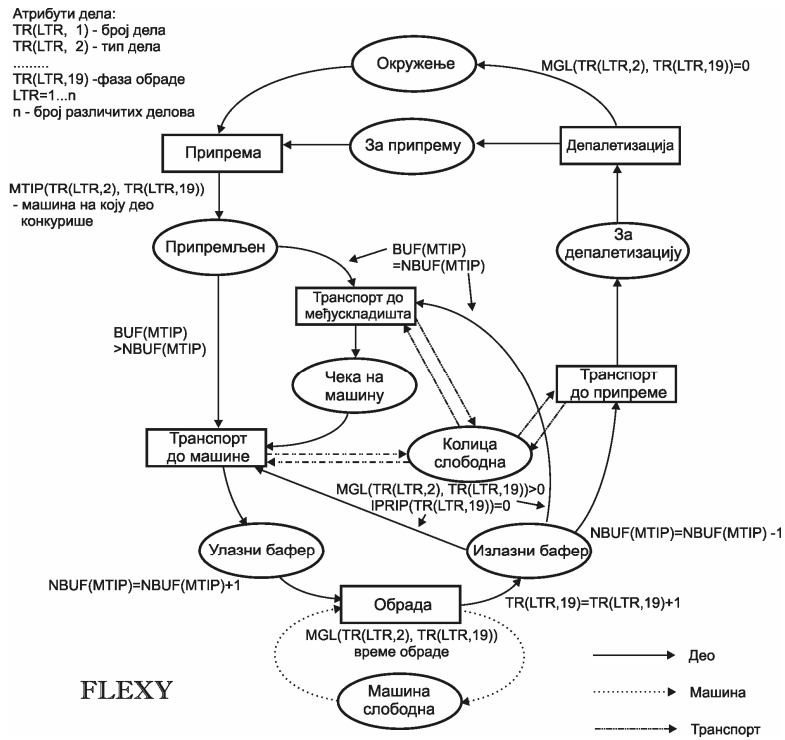 Атрибути дела:
TR(LTR, 1) - број дела
TR(LTR, 2) - тип дела
.........
TR(LTR,19) -фаза обраде
LTR=1...n
n - број различитих делова
Окружење
MGL(TR(LTR,2), TR(LTR,19))=0
Припрема
За припрему
Депалетизација
MTIP(TR(LTR,2), TR(LTR,19))
- машина на коју део
конкурише
Припремљен
BUF(MTIP)
=NBUF(MTIP)
За
депалетизацију
Транспорт до
међускладишта
BUF(MTIP)
>NBUF(MTIP)
Чека на
машину
Транспорт
до припреме
Транспорт
до машине
Колица
слободна
MGL(TR(LTR,2), TR(LTR,19))>0
IPRIP(TR(LTR,19))=0
Улазни бафер
Излазни бафер
NBUF(MTIP)=NBUF(MTIP) -1
NBUF(MTIP)=NBUF(MTIP)+1
Обрада
TR(LTR,19)=TR(LTR,19)+1
MGL(TR(LTR,2), TR(LTR,19))
време обраде
Машина
слободна
FLEXY
Део
Машина
Транспорт